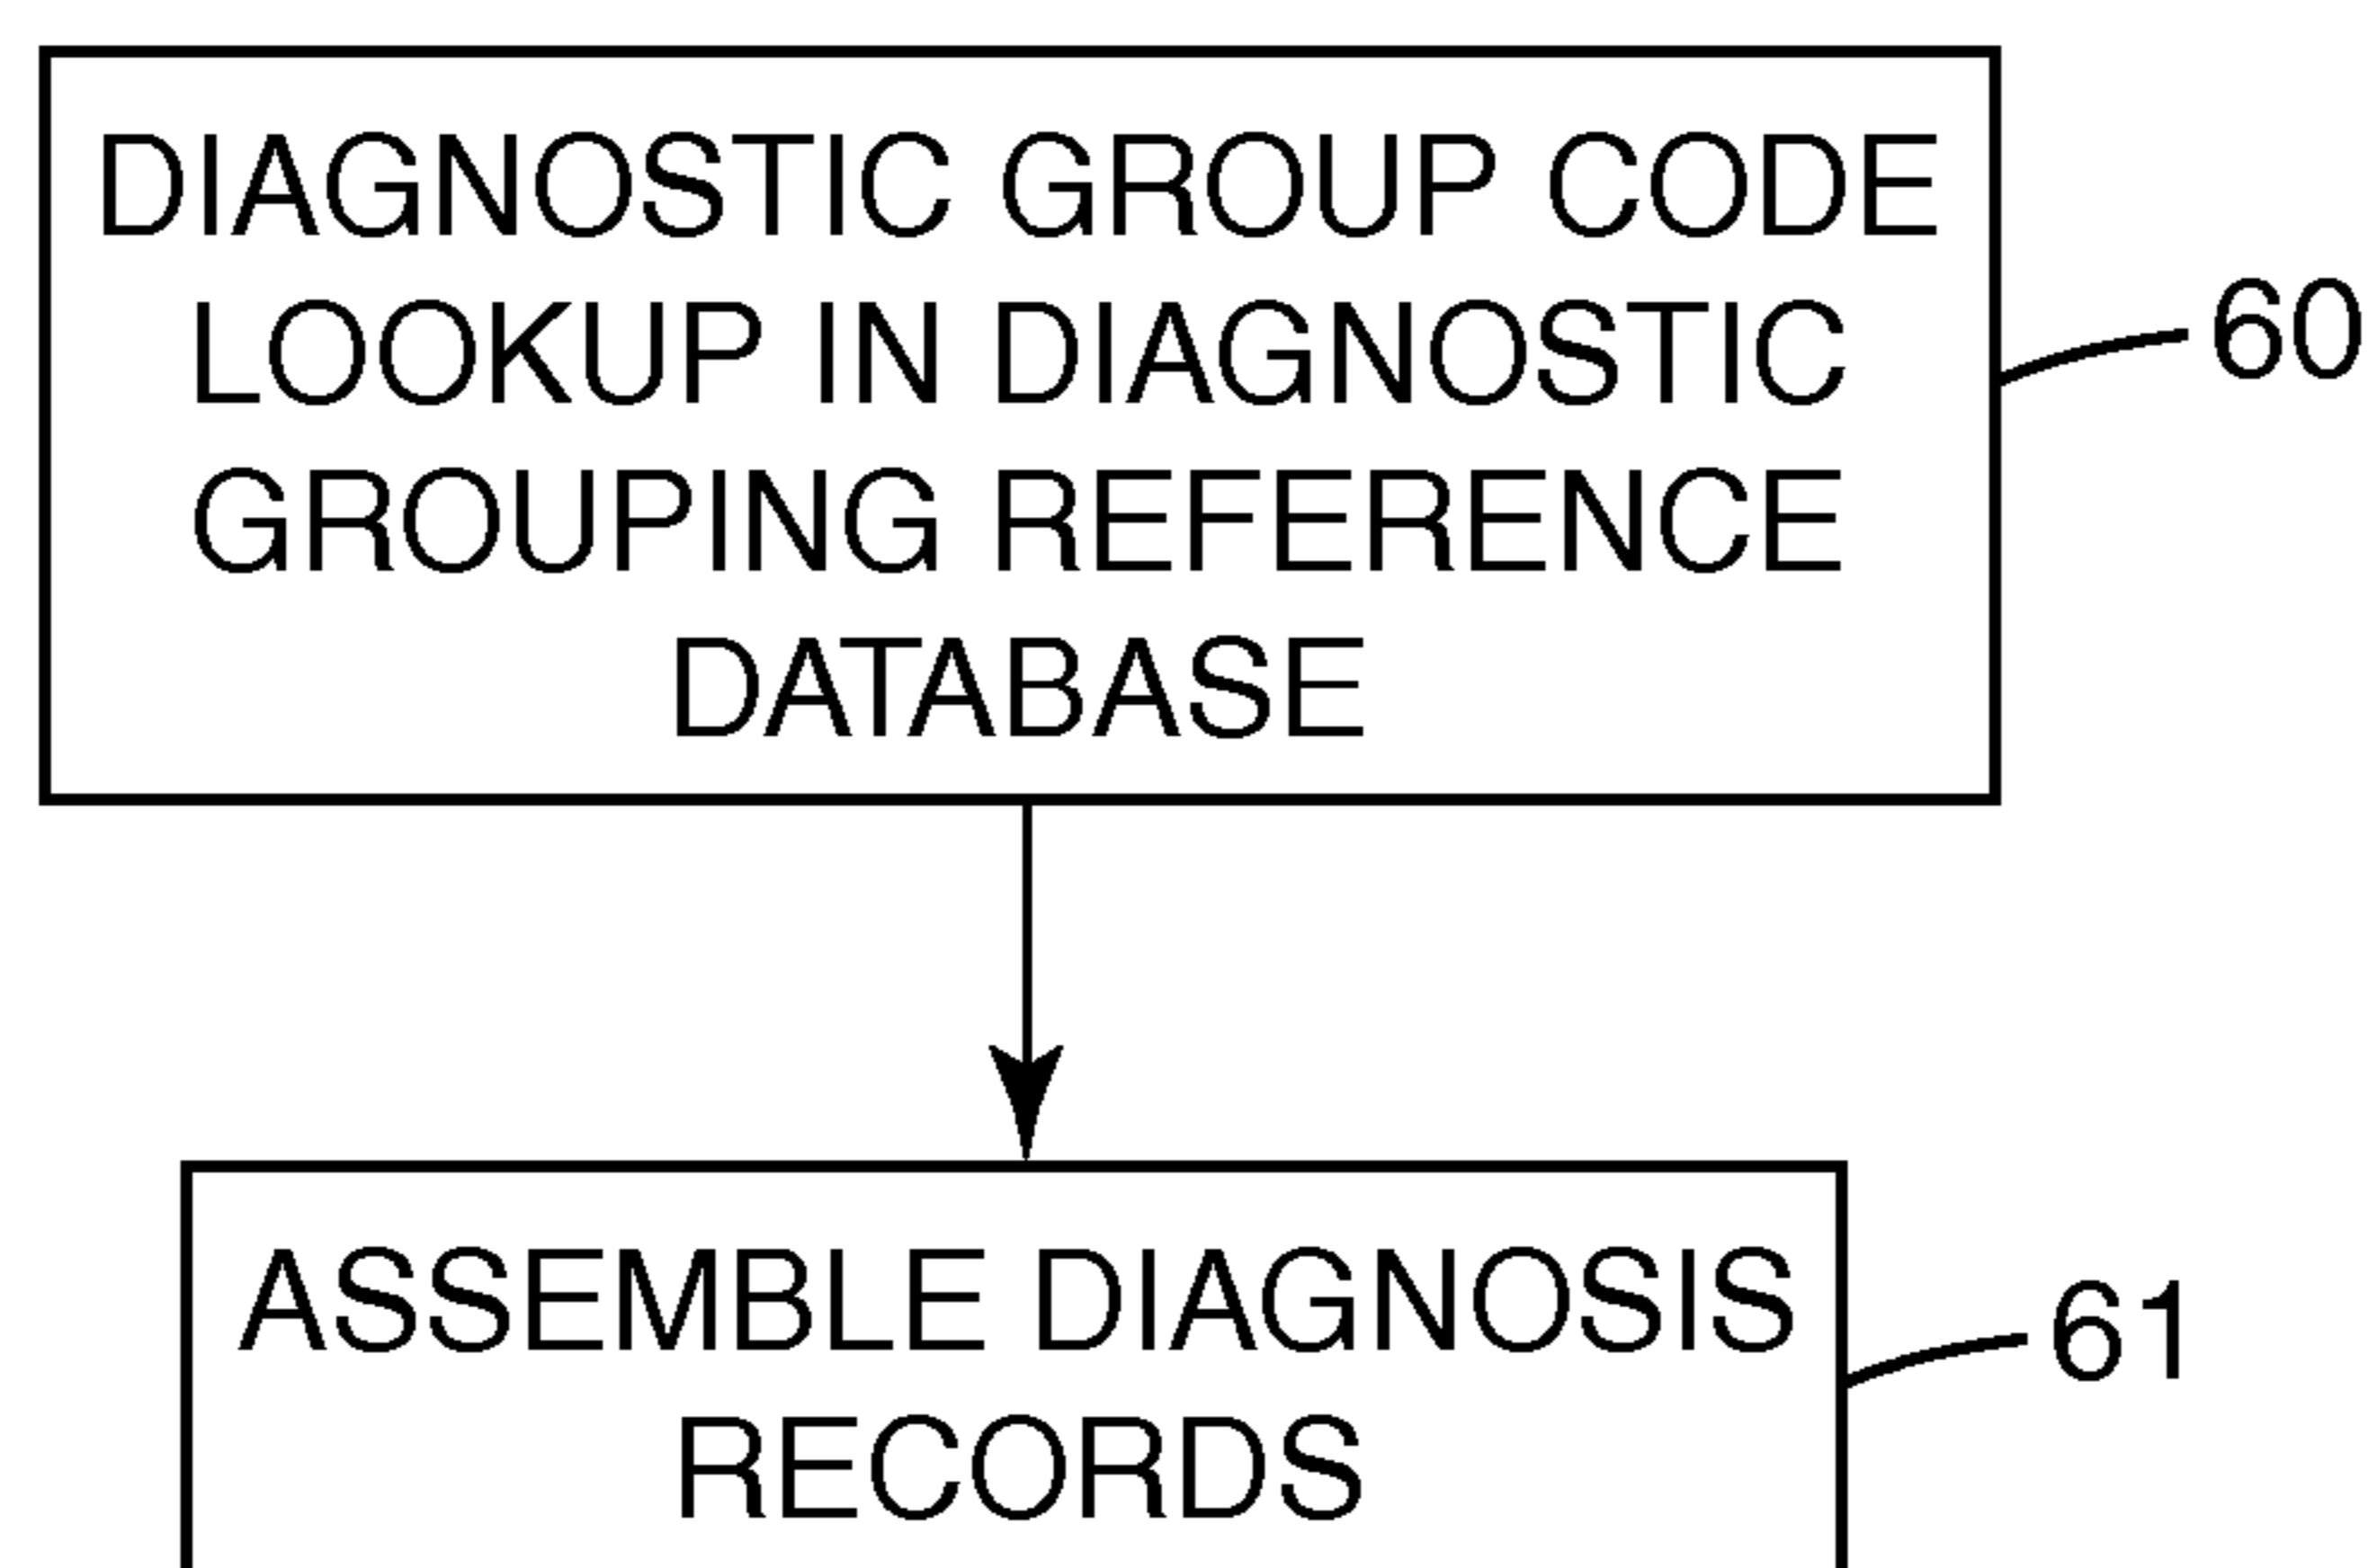 DIAGNOSTIC GROUP CODE
LOOKUP IN DIAGNOSTIC
GROUPING REFERENCE
DATABASE
60
ASSEMBLE DIAGNOSIS
RECORDS
61